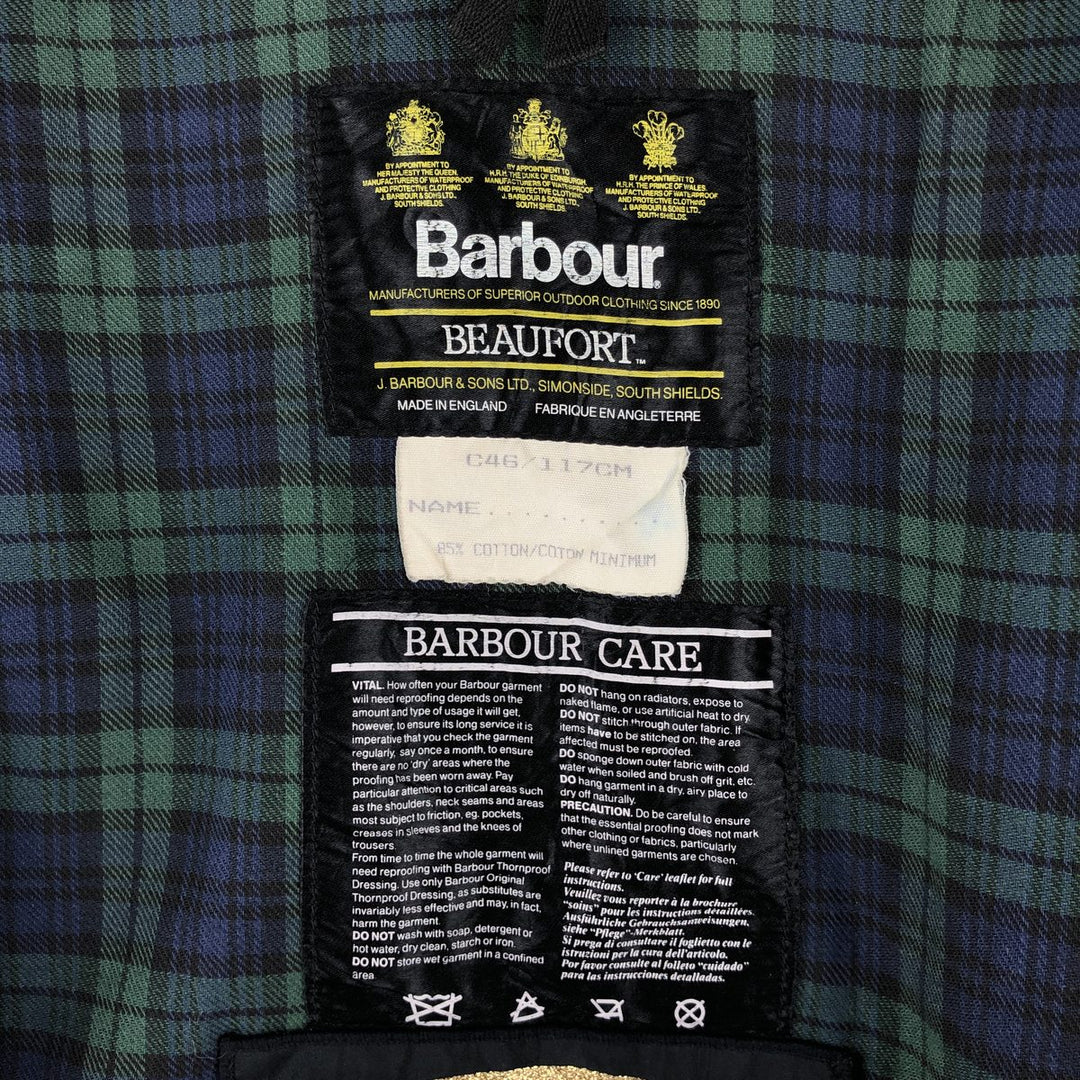 BY APPOINTMENT TO
HER MAJESTY THE QUEEN.
MANUFACTURERS OF WATERPROOF
AND PROTECTIVE CLOTHING
J. BARBOUR & SONS LTD.,
SOUTH SHIELDS.
BY APPOINTMENT TO
H.R.H. THE DUKE OF EDINBURGH.
MANUFACTURERS OF WATERPROOF
AND PROTECTIVE CLOTHING
J. BARBOUR & SONS LTD.,
SOUTH SHIELDS.
BY APPOINTMENT TO
H.R.H. THE PRINCE OF WALES.
MANUFACTURERS OF WATERPROOF
AND PROTECTIVE CLOTHING
J. BARBOUR & SONS LTD.,
SOUTH SHIELDS.
Barbour®
MANUFACTURERS OF SUPERIOR OUTDOOR CLOTHING SINCE 1890
BEAUFORT™
J. BARBOUR & SONS LTD., SIMONSIDE, SOUTH SHIELDS.
MADE IN ENGLAND FABRIQUE EN ANGLETERRE
C46/117CM
NAME..........
85% COTTON/COTON MINIMUM
BARBOUR CARE
VITAL. How often your Barbour garment
will need reproofing depends on the
amount and type of usage it will get,
however, to ensure its long service it is
imperative that you check the garment
regularly, say once a month, to ensure
there are no 'dry' areas where the
proofing has been worn away. Pay
particular attention to critical areas such
as the shoulders, neck seams and areas
most subject to friction, eg. pockets,
creases in sleeves and the knees of
trousers.
From time to time the whole garment will
need reproofing with Barbour Thornproof
Dressing. Use only Barbour Original
Thornproof Dressing, as substitutes are
invariably less effective and may, in fact,
harm the garment.
DO NOT wash with soap, detergent or
hot water, dry clean, starch or iron.
DO NOT store wet garment in a confined
area.
DO NOT hang on radiators, expose to
naked flame, or use artificial heat to dry.
DO NOT stitch through outer fabric. If
items have to be stitched on, the area
affected must be reproofed.
DO sponge down outer fabric with cold
water when soiled and brush off grit, etc.
DO hang garment in a dry, airy place to
dry off naturally.
PRECAUTION. Do be careful to ensure
that the essential proofing does not mark
other clothing or fabrics, particularly
where unlined garments are chosen.
Please refer to 'Care' leaflet for full
instructions.
Veuillez vous reporter à la brochure
"soins" pour les instructions détaillées.
Ausführliche Gebrauchsanweisungen,
siehe "Pflege"-Merkblatt.
Si prega di consultare il foglietto con le
istruzioni per la cura dell'articolo.
Por favor consulte al folleto "cuidado"
para las instrucciones detalladas.